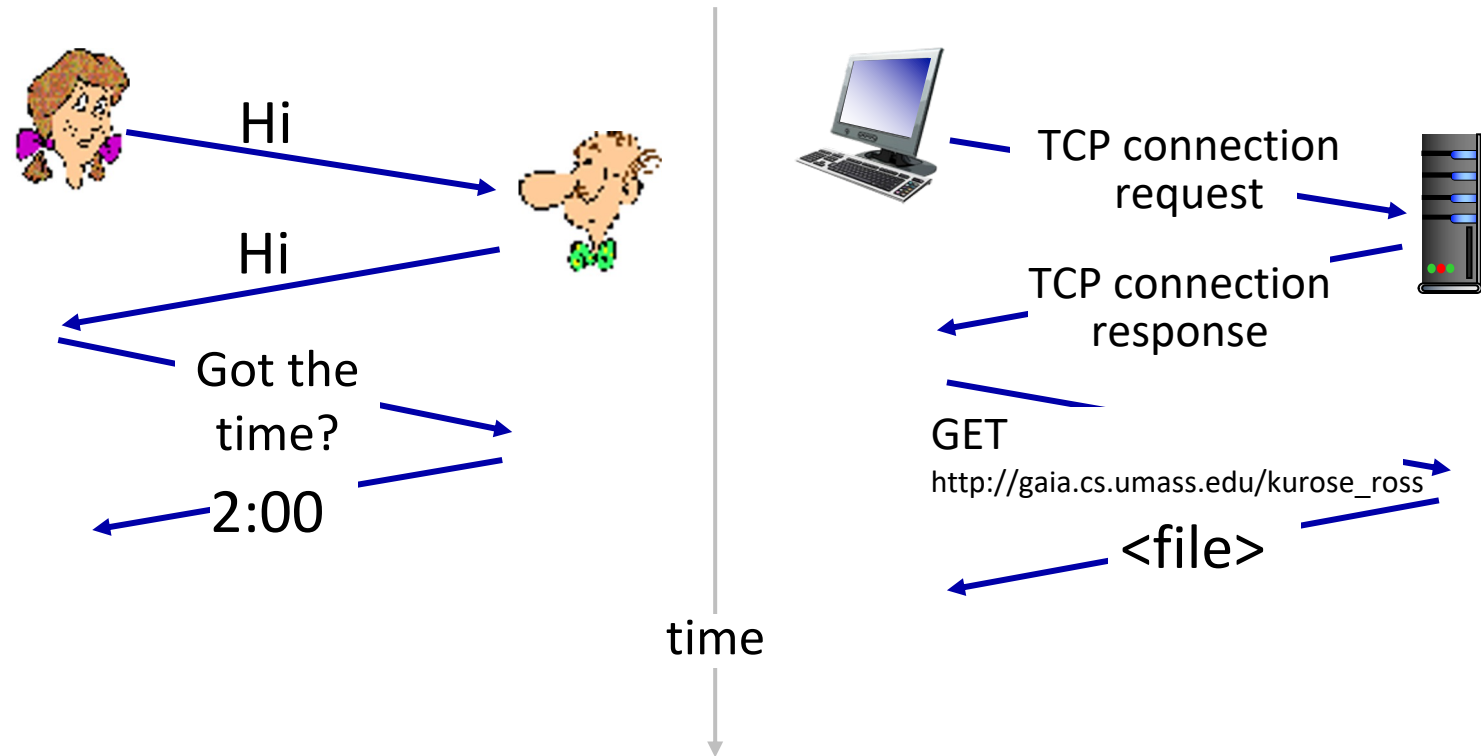 Hi
Hi
Got the
time?
2:00
TCP connection
request
TCP connection
response
GET
http://gaia.cs.umass.edu/kurose_ross
<file>
time